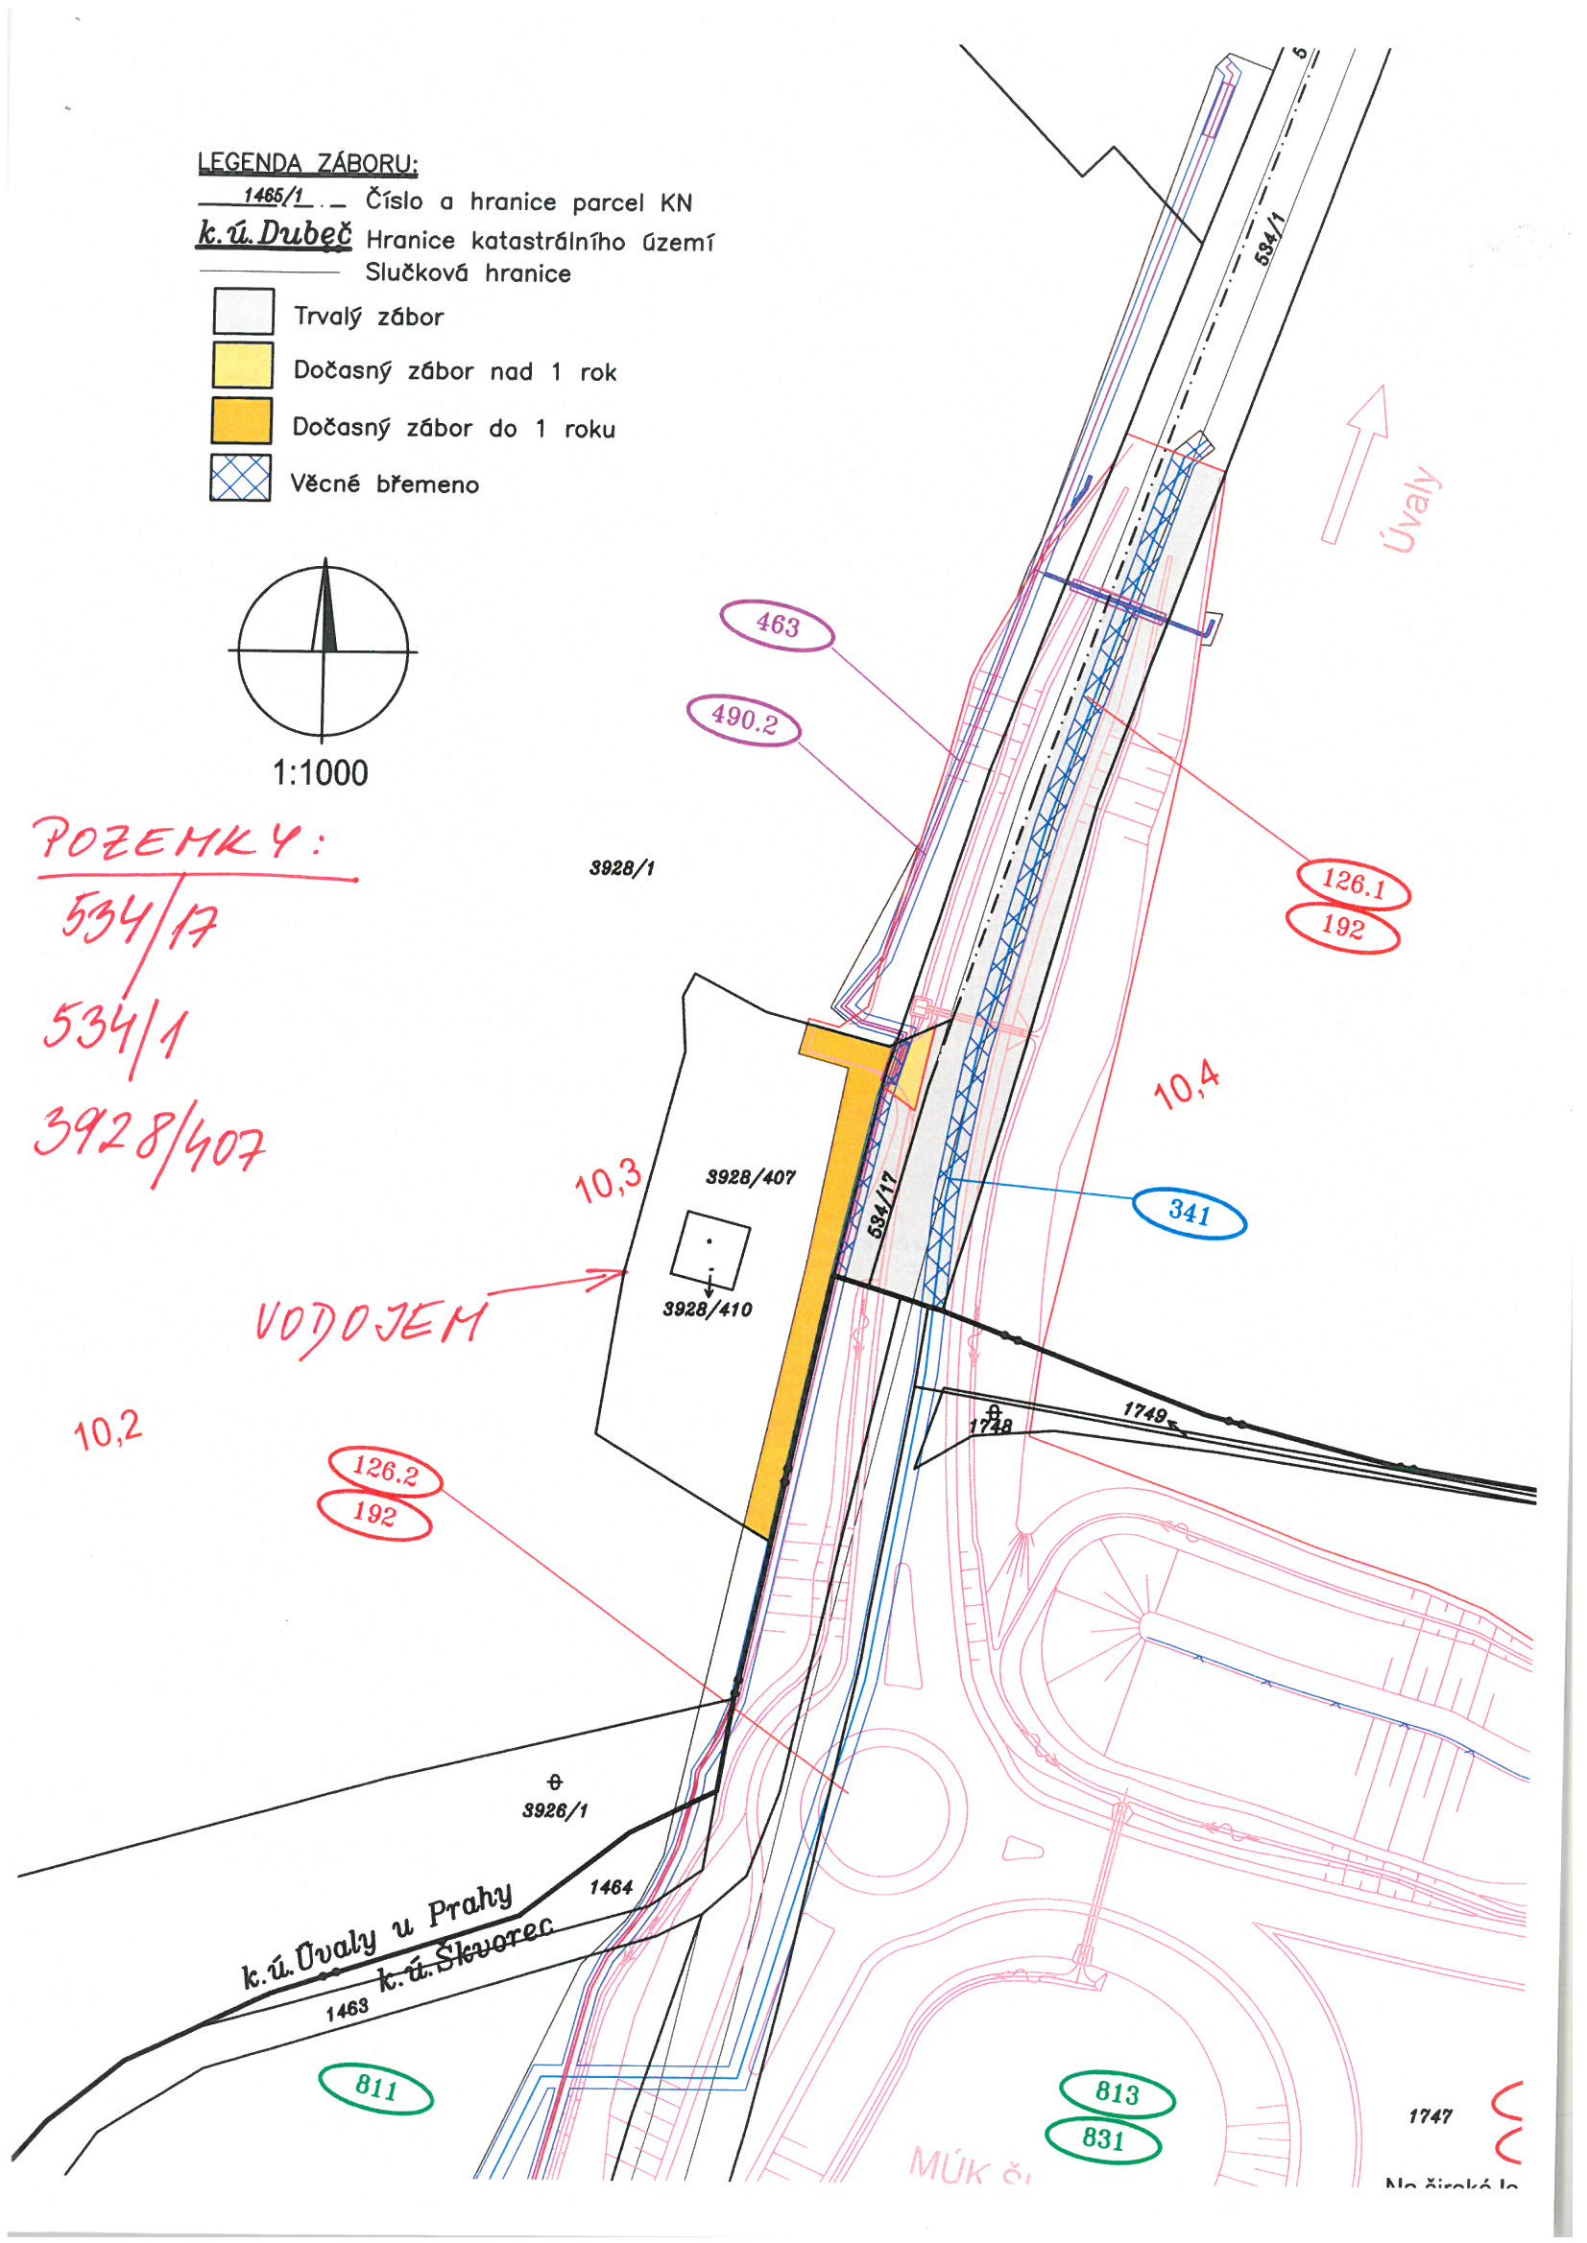 LEGENDA ZÁBORU:
1465/1 Číslo a hranice parcel KN
k.ú.Dubeč Hranice katastrálního území
Slučková hranice
Trvalý zábor
Dočasný zábor nad 1 rok
Dočasný zábor do 1 roku
Věcné břemeno
5
534/1
Úvaly
1:1000
463
490.2
POZEMKY:
534/17
534/1
3928/407
3928/1
126.1
192
10,4
10,3
3928/407
534/17
341
3928/410
VODOJEM
10,2
1748
1749
126.2
192
3926/1
1464
k.ú.Úvaly u Prahy
k.ú.Škvorec
1463
811
813
831
1747
MÚK